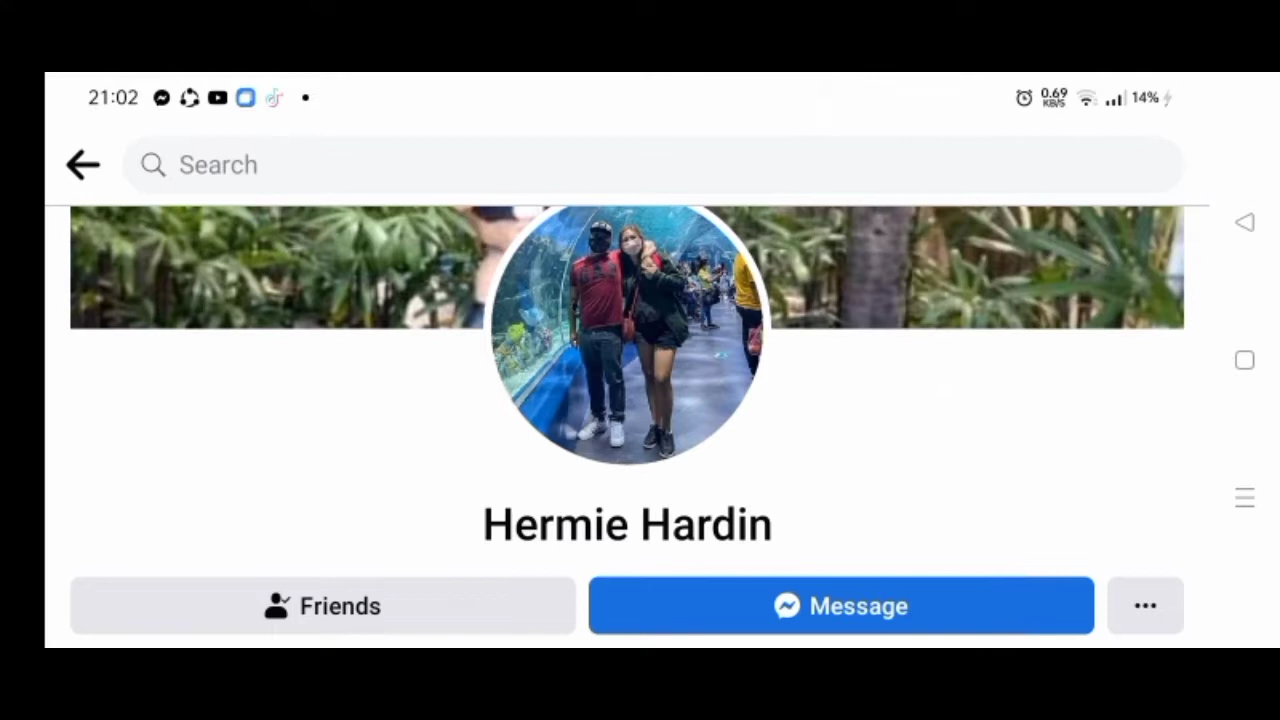 21:02
0.69
KB/S
14%
Search
Hermie Hardin
Friends
Message